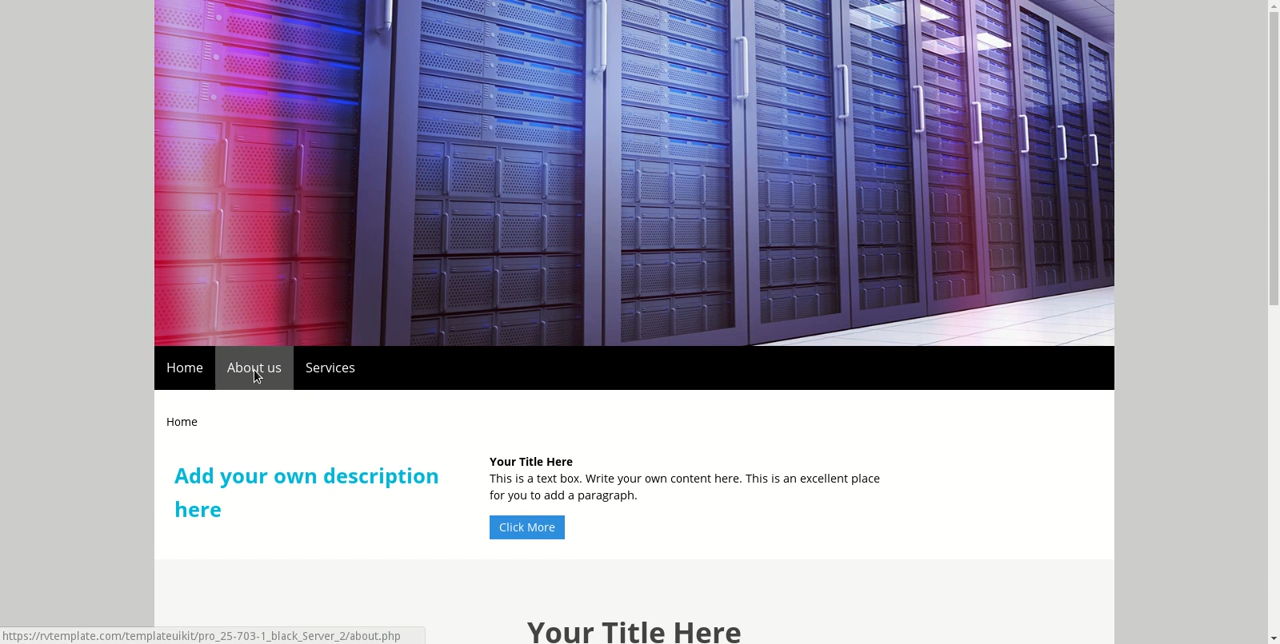 Home About us Services
Home
Add your own description
here
Your Title Here
This is a text box. Write your own content here. This is an excellent place
for you to add a paragraph.
Click More
Your Title Here
https://rvtemplate.com/templateuikit/pro_25-703-1_black_Server_2/about.php